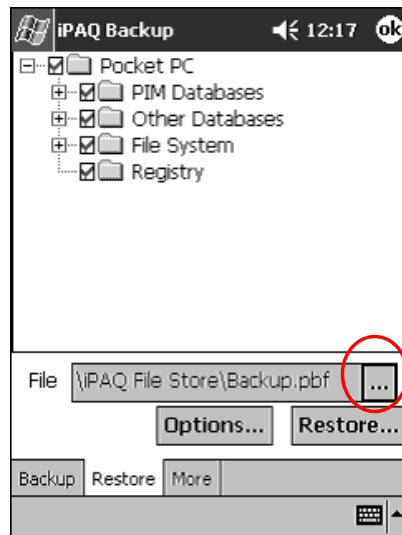 iPAQ Backup 12:17 ok
Pocket PC
PIM Databases
Other Databases
File System
Registry
File \iPAQ File Store\Backup.pbf ...
Options... Restore...
Backup Restore More